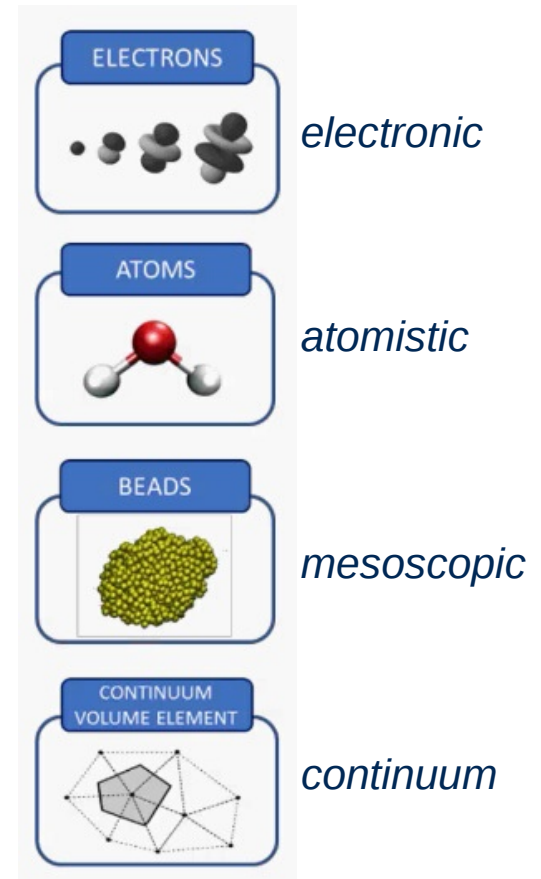 ELECTRONS
electronic
ATOMS
atomistic
BEADS
mesoscopic
CONTINUUM
VOLUME ELEMENT
continuum